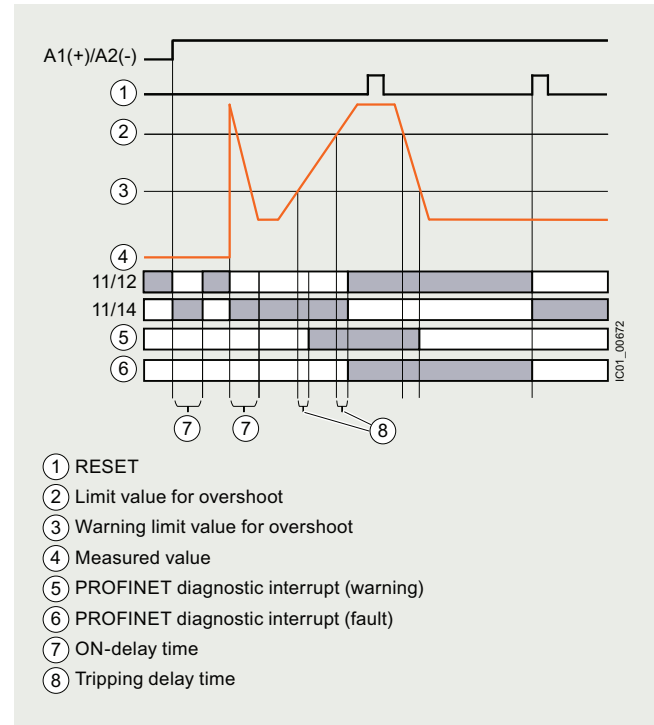 A1(+)/A2(-)
1
2
3
4
11/12
11/14
5
6
7 7 8
IC01_00672
1 RESET
2 Limit value for overshoot
3 Warning limit value for overshoot
4 Measured value
5 PROFINET diagnostic interrupt (warning)
6 PROFINET diagnostic interrupt (fault)
7 ON-delay time
8 Tripping delay time